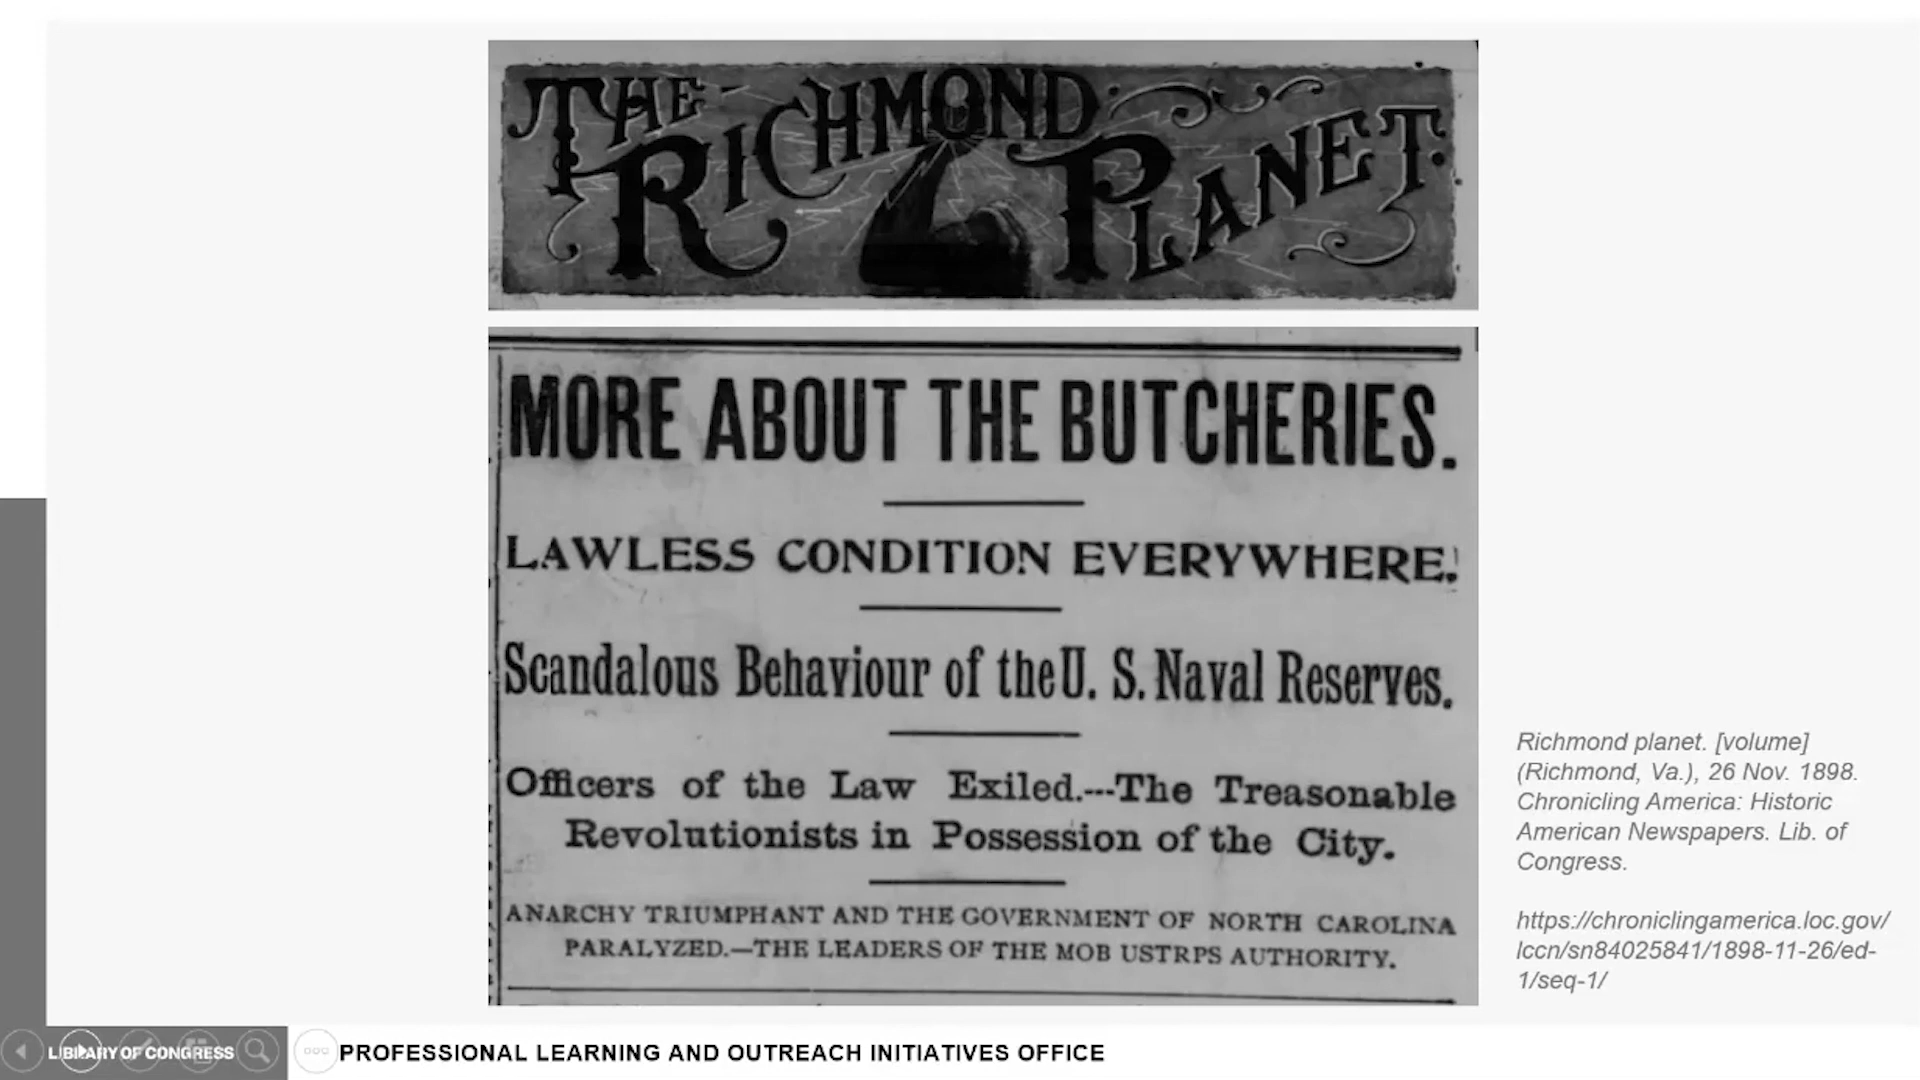 THE RICHMOND PLANET.
MORE ABOUT THE BUTCHERIES.
LAWLESS CONDITION EVERYWHERE.
Scandalous Behaviour of the U. S. Naval Reserves.
Officers of the Law Exiled.---The Treasonable
Revolutionists in Possession of the City.
ANARCHY TRIUMPHANT AND THE GOVERNMENT OF NORTH CAROLINA
PARALYZED.—THE LEADERS OF THE MOB USTRPS AUTHORITY.
Richmond planet. [volume]
(Richmond, Va.), 26 Nov. 1898.
Chronicling America: Historic
American Newspapers. Lib. of
Congress.
https://chroniclingamerica.loc.gov/
lccn/sn84025841/1898-11-26/ed-
1/seq-1/
LIBRARY OF CONGRESS
PROFESSIONAL LEARNING AND OUTREACH INITIATIVES OFFICE